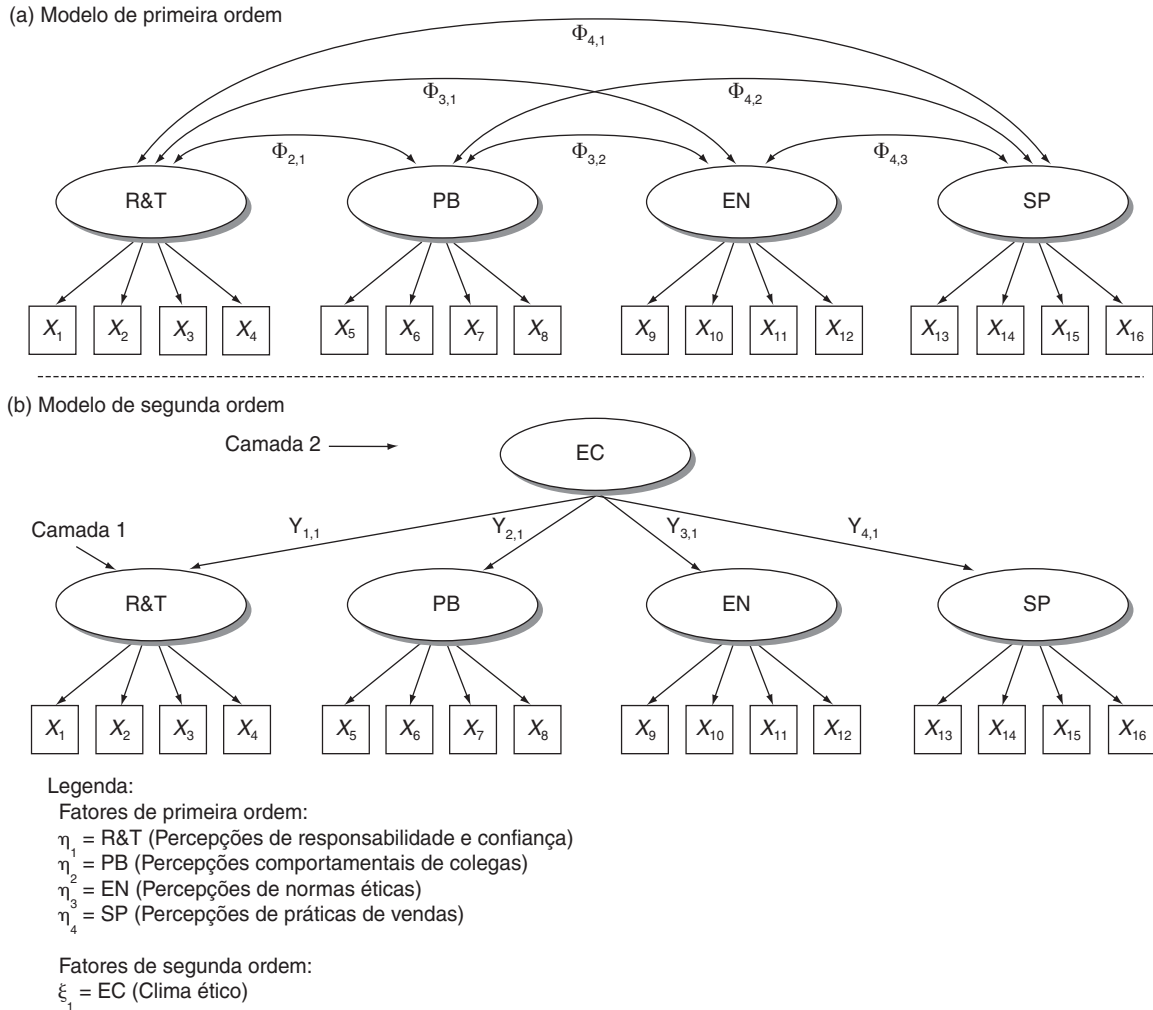 (a) Modelo de primeira ordem
Φ4,1
Φ3,1 Φ4,2
Φ2,1 Φ3,2 Φ4,3
R&T PB EN SP
X1 X2 X3 X4 X5 X6 X7 X8 X9 X10 X11 X12 X13 X14 X15 X16
(b) Modelo de segunda ordem
Camada 2
EC
Camada 1
Y1,1 Y2,1 Y3,1 Y4,1
R&T PB EN SP
X1 X2 X3 X4 X5 X6 X7 X8 X9 X10 X11 X12 X13 X14 X15 X16
Legenda:
Fatores de primeira ordem:
η1 = R&T (Percepções de responsabilidade e confiança)
η2 = PB (Percepções comportamentais de colegas)
η3 = EN (Percepções de normas éticas)
η4 = SP (Percepções de práticas de vendas)
Fatores de segunda ordem:
ξ1 = EC (Clima ético)